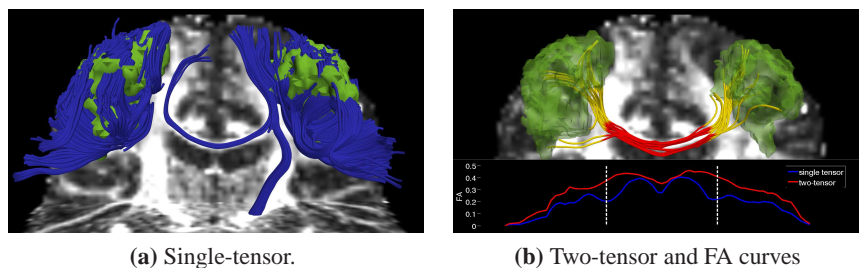 0.5
0.4
0.3
0.2
0.1
0
FA
single tensor
two-tensor
(a) Single-tensor.
(b) Two-tensor and FA curves